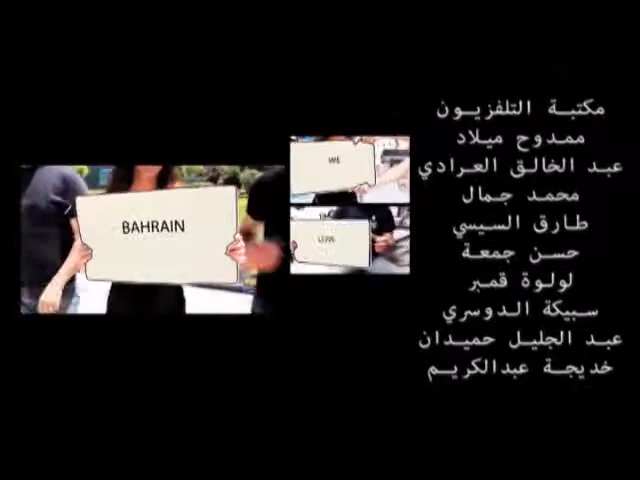 مكتبة التلفزيون
ممدوح ميلاد
عبد الخالق العرادي
محمد جمال
طارق السيسي
حسن جمعة
لولوة قمبر
سبيكة الدوسري
عبد الجليل حميدان
خديجة عبدالكريم
BAHRAIN
WE